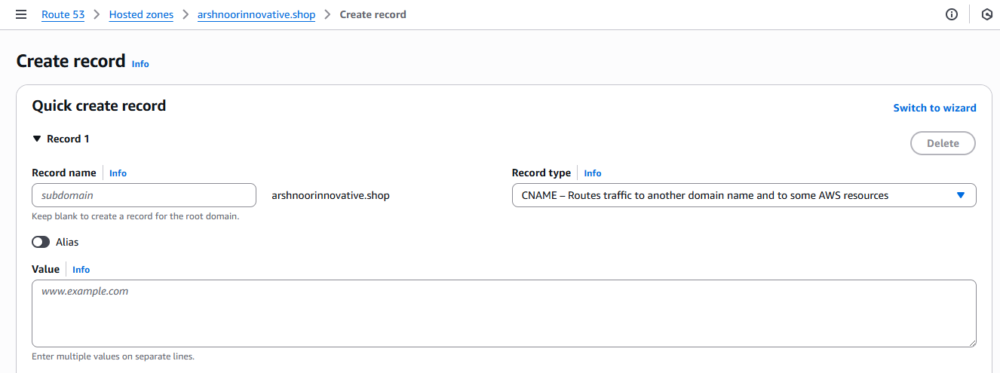 Route 53 > Hosted zones > arshnoorinnovative.shop > Create record
Create record Info
Quick create record
Switch to wizard
Record 1
Delete
Record name Info
Record type Info
subdomain
arshnoorinnovative.shop
CNAME – Routes traffic to another domain name and to some AWS resources
Keep blank to create a record for the root domain.
Alias
Value Info
www.example.com
Enter multiple values on separate lines.